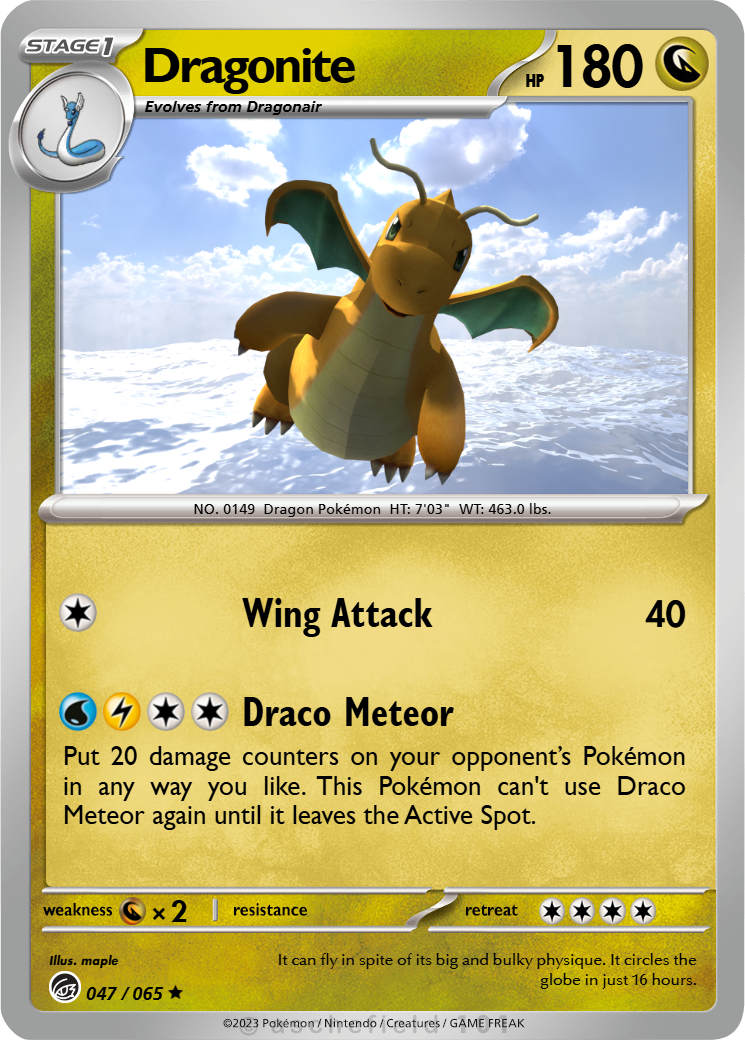 STAGE 1
Dragonite
HP 180
Evolves from Dragonair
NO. 0149 Dragon Pokémon HT: 7'03" WT: 463.0 lbs.
Wing Attack 40
Draco Meteor
Put 20 damage counters on your opponent's Pokémon
in any way you like. This Pokémon can't use Draco
Meteor again until it leaves the Active Spot.
weakness × 2 resistance retreat
Illus. maple
It can fly in spite of its big and bulky physique. It circles the
globe in just 16 hours.
047 / 065 ★
©2023 Pokémon / Nintendo / Creatures / GAME FREAK